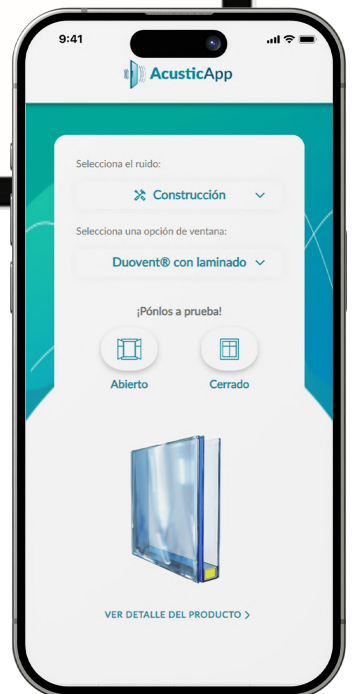 9:41
AcusticApp
Selecciona el ruido:
Construcción
Selecciona una opción de ventana:
Duovent® con laminado
¡Pónlos a prueba!
Abierto
Cerrado
VER DETALLE DEL PRODUCTO >